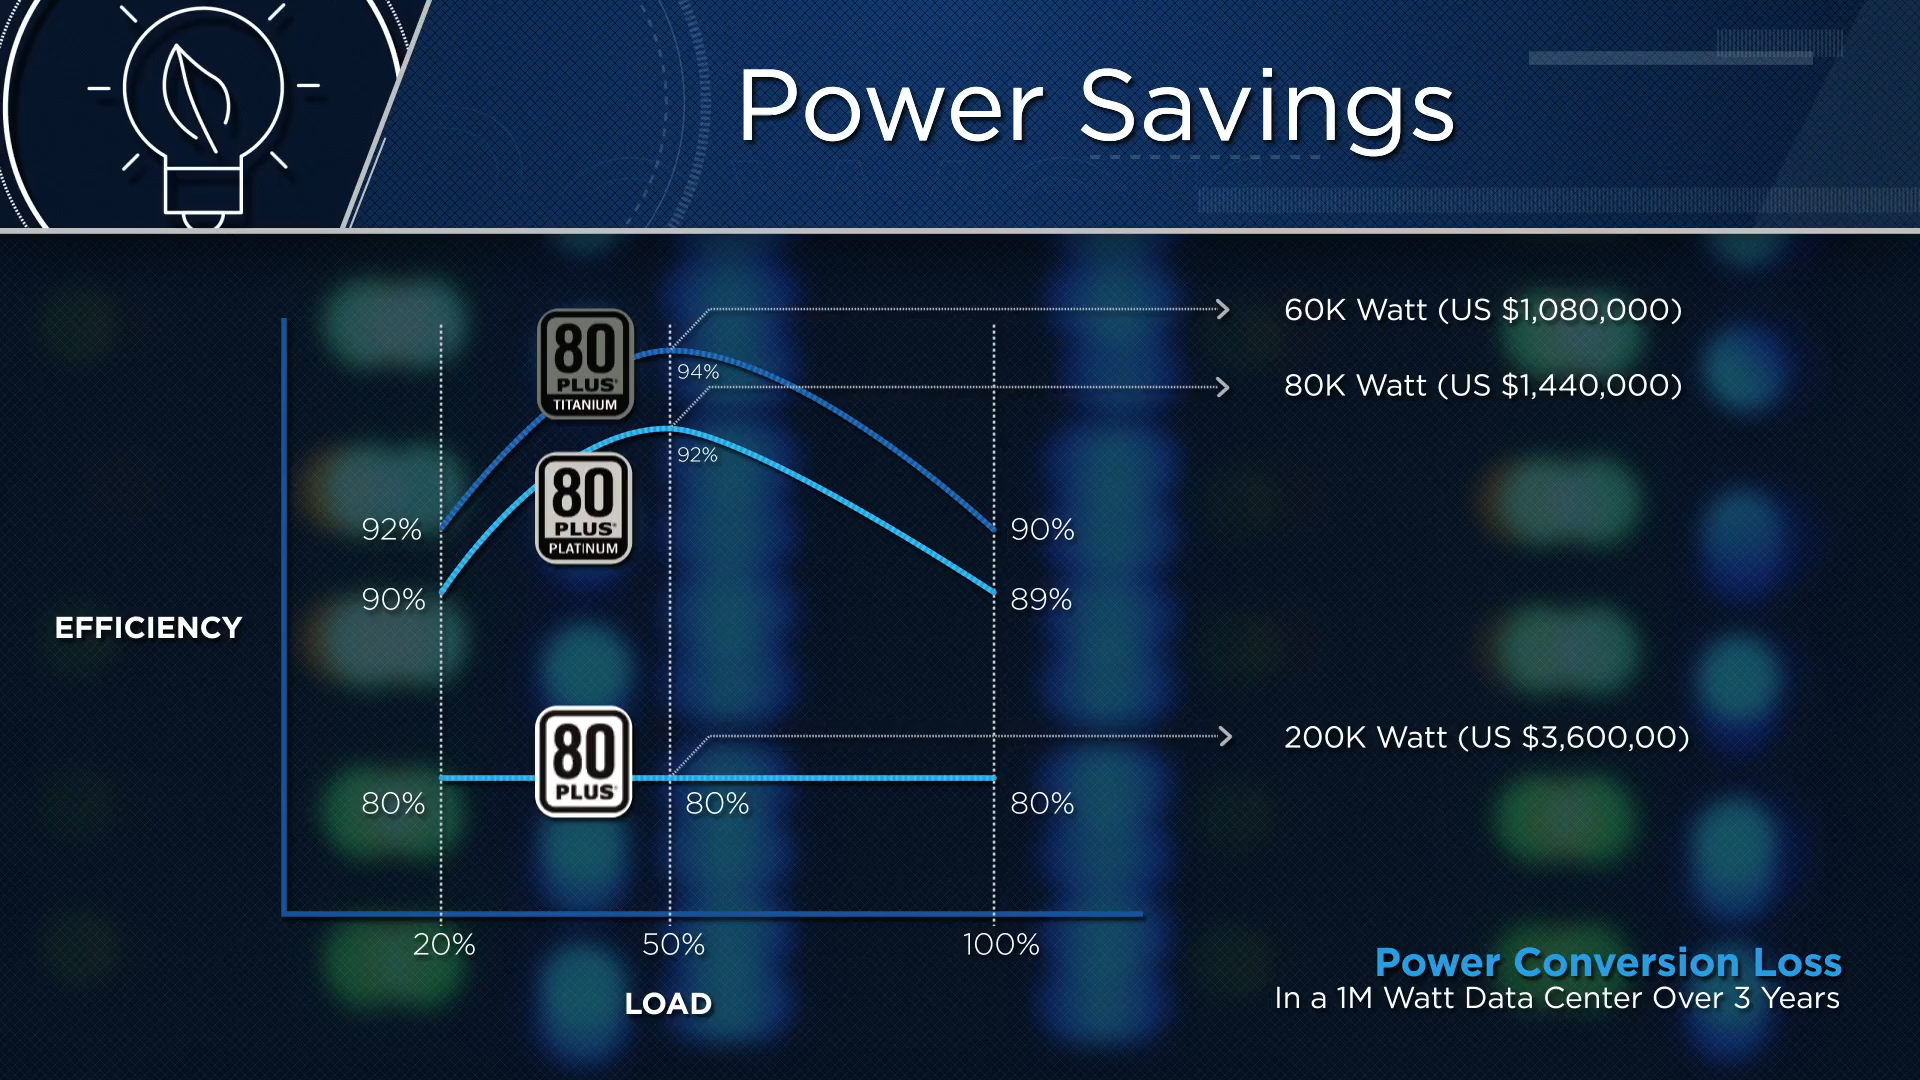 Power Savings
60K Watt (US $1,080,000)
80
PLUS®
TITANIUM
94%
80K Watt (US $1,440,000)
92%
80
PLUS®
PLATINUM
92%
90%
90%
89%
EFFICIENCY
80
PLUS®
200K Watt (US $3,600,00)
80%
80%
80%
20%
50%
100%
LOAD
Power Conversion Loss
In a 1M Watt Data Center Over 3 Years